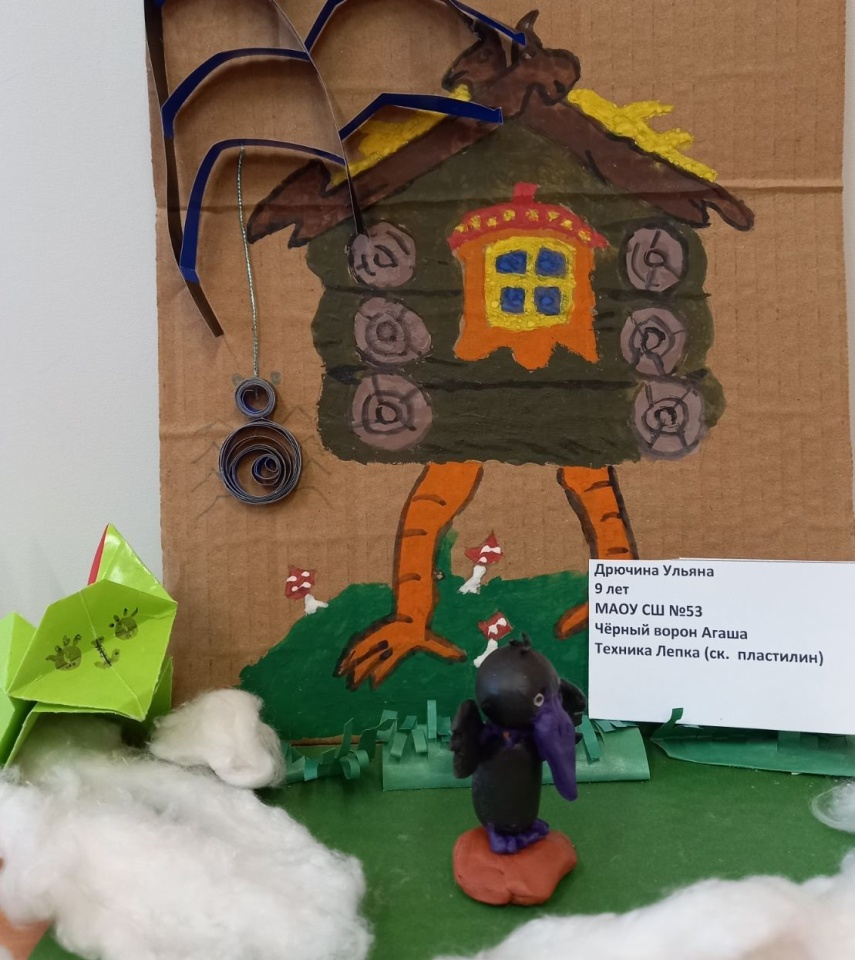 Дрючина Ульяна
9 лет
МАОУ СШ №53
Чёрный ворон Агаша
Техника Лепка (ск. пластилин)